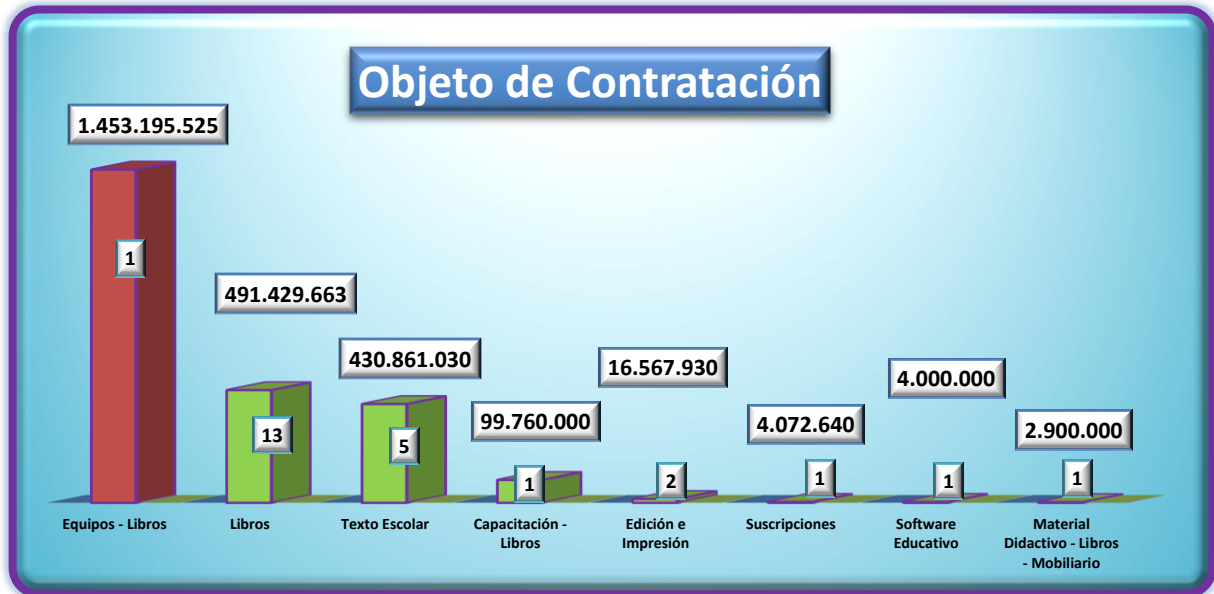 Objeto de Contratación
1.453.195.525
491.429.663
430.861.030
99.760.000
16.567.930
4.072.640
4.000.000
2.900.000
1
13
5
1
2
1
1
1
Equipos - Libros
Libros
Texto Escolar
Capacitación -
Libros
Edición e
Impresión
Suscripciones
Software
Educativo
Material
Didactivo - Libros
- Mobiliario